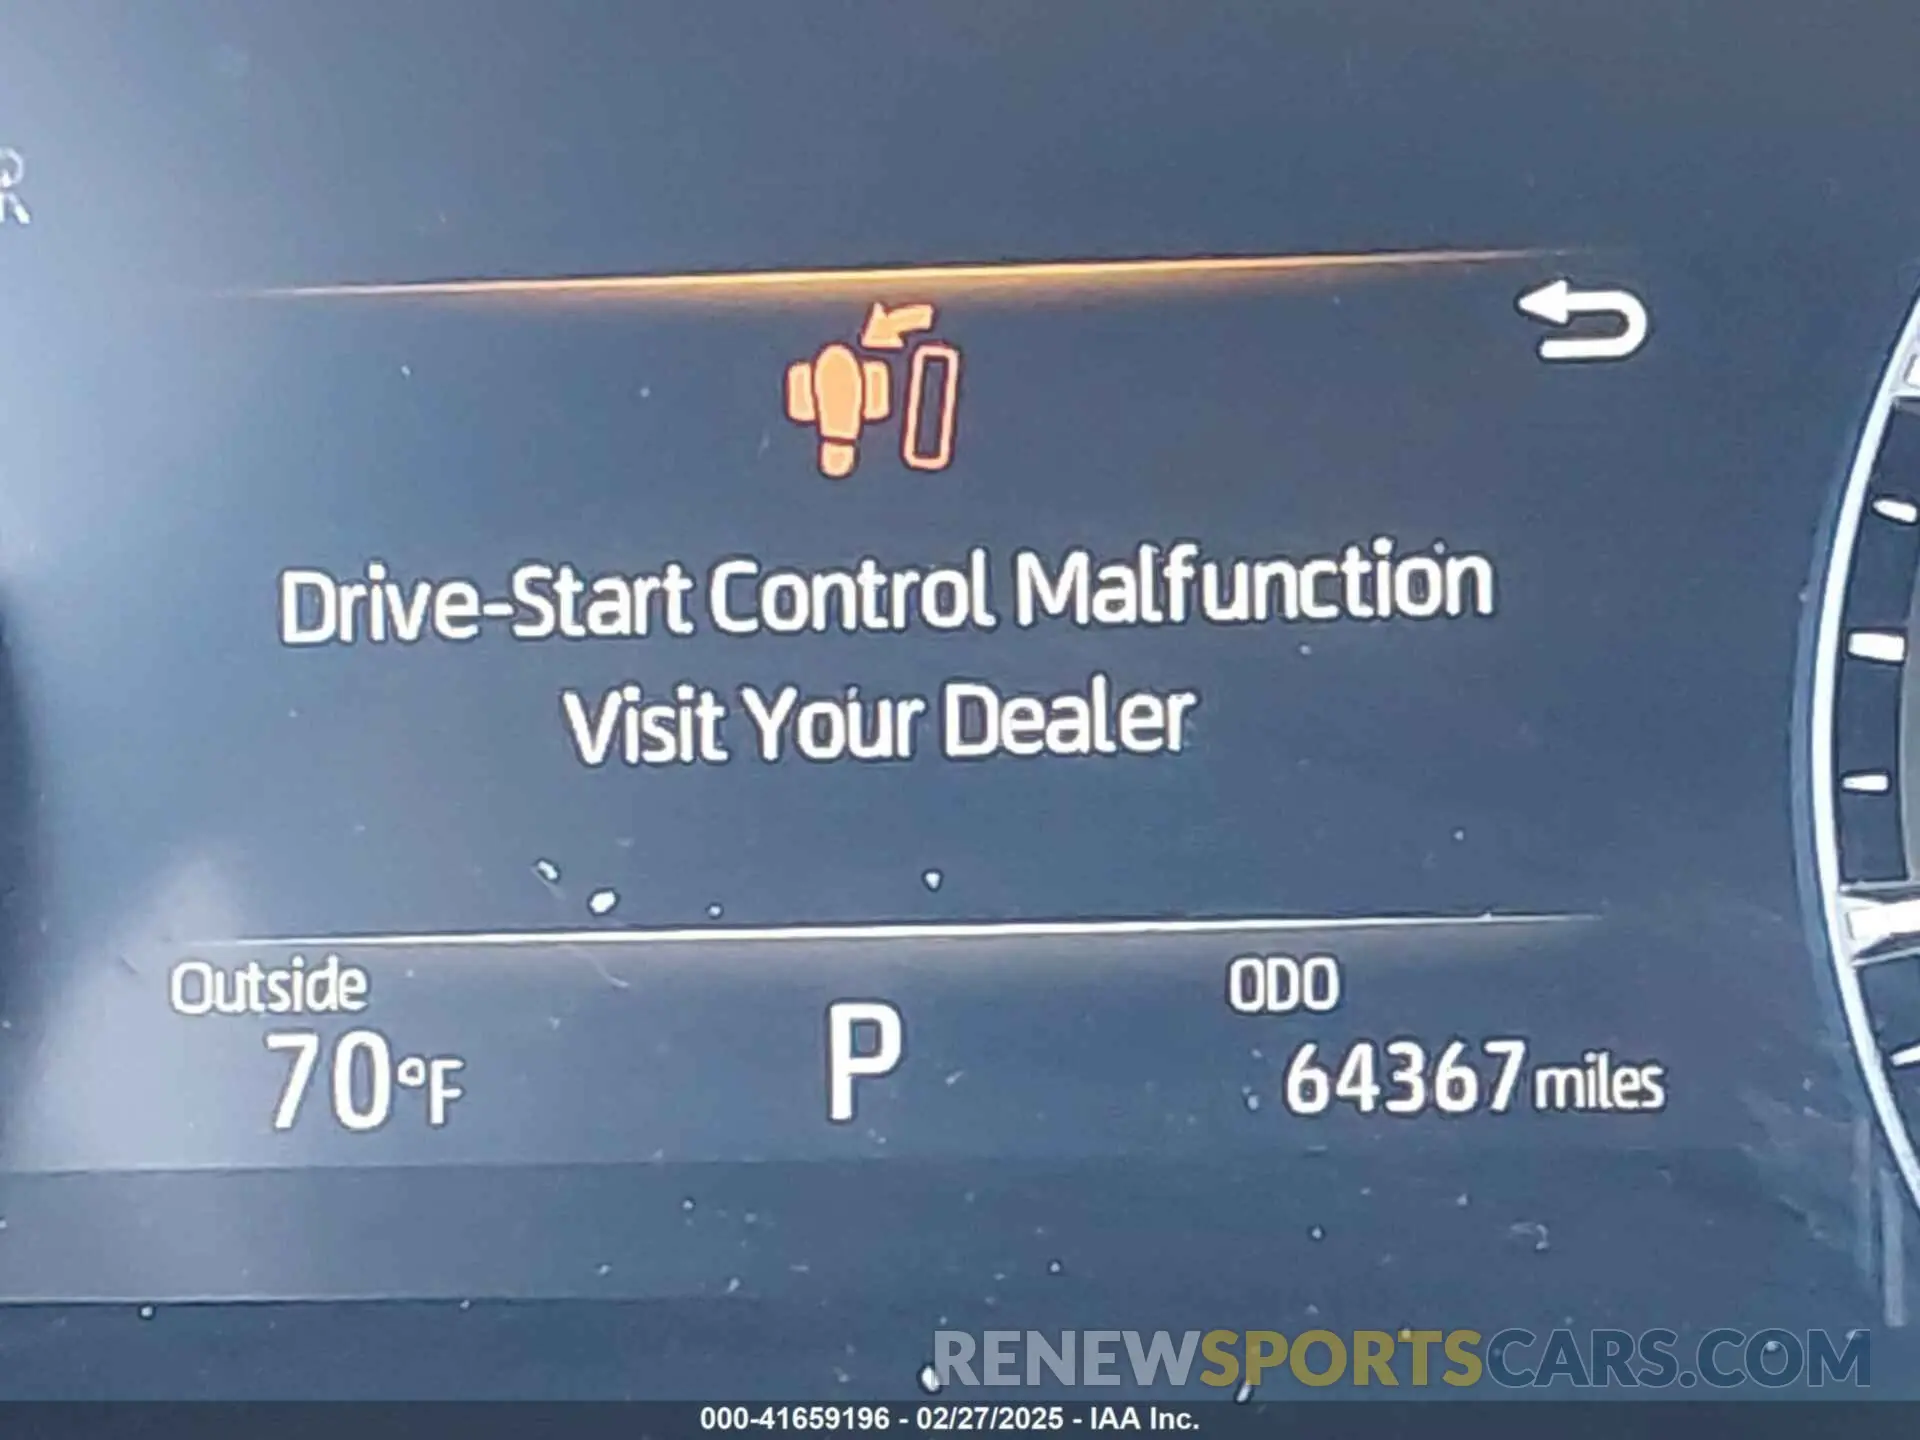 Drive-Start Control Malfunction
Visit Your Dealer
Outside
70°F
P
ODO
64367 miles
RENEWSPORTSCARS.COM
000-41659196 - 02/27/2025 - IAA Inc.